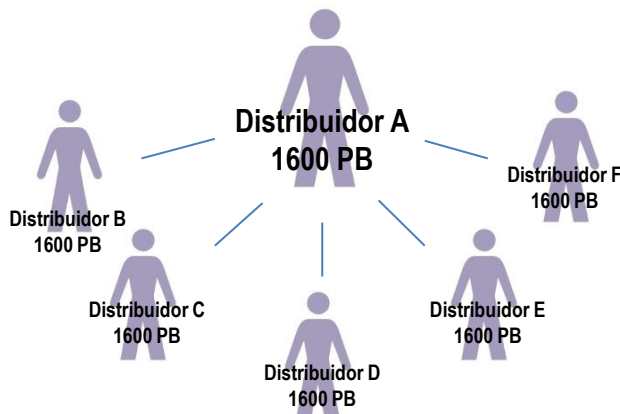 Distribuidor A
1600 PB
Distribuidor B
1600 PB
Distribuidor C
1600 PB
Distribuidor D
1600 PB
Distribuidor E
1600 PB
Distribuidor F
1600 PB